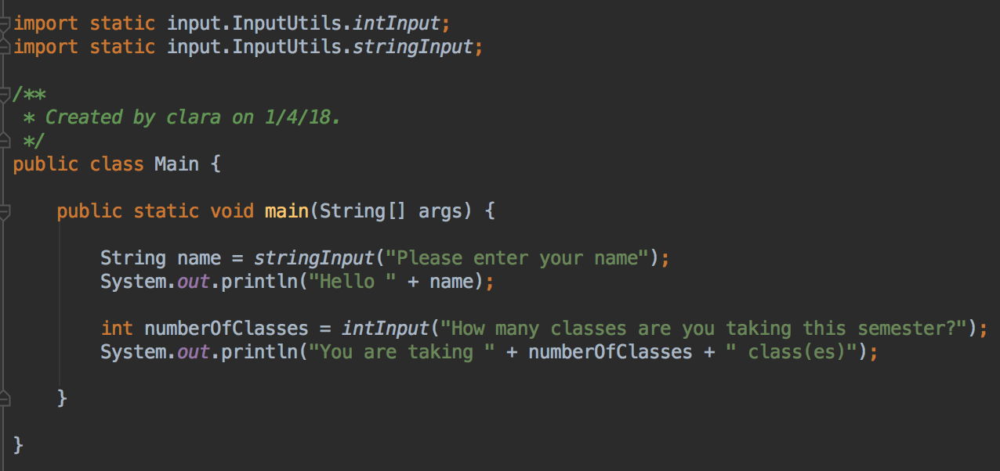 import static input.InputUtils.intInput;
import static input.InputUtils.stringInput;
/**
 * Created by clara on 1/4/18.
 */
public class Main {
    public static void main(String[] args) {
        String name = stringInput("Please enter your name");
        System.out.println("Hello " + name);
        int numberOfClasses = intInput("How many classes are you taking this semester?");
        System.out.println("You are taking " + numberOfClasses + " class(es)");
    }
}